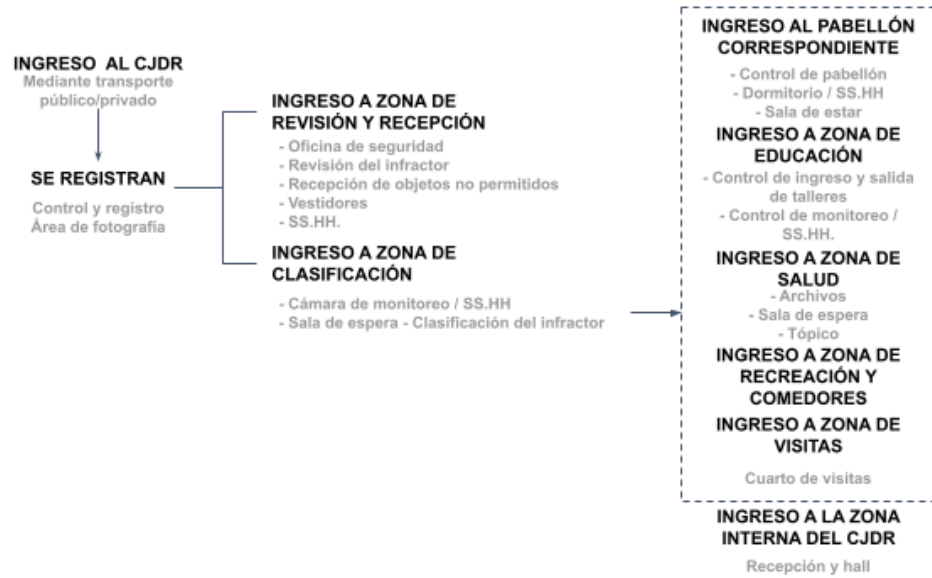 INGRESO AL CJDR
Mediante transporte
público/privado
SE REGISTRAN
Control y registro
Área de fotografía
INGRESO A ZONA DE
REVISIÓN Y RECEPCIÓN
- Oficina de seguridad
- Revisión del infractor
- Recepción de objetos no permitidos
- Vestidores
- SS.HH.
INGRESO A ZONA DE
CLASIFICACIÓN
- Cámara de monitoreo / SS.HH
- Sala de espera - Clasificación del infractor
INGRESO AL PABELLÓN
CORRESPONDIENTE
- Control de pabellón
- Dormitorio / SS.HH
- Sala de estar
INGRESO A ZONA DE
EDUCACIÓN
- Control de ingreso y salida
de talleres
- Control de monitoreo /
SS.HH.
INGRESO A ZONA DE
SALUD
- Archivos
- Sala de espera
- Tópico
INGRESO A ZONA DE
RECREACIÓN Y
COMEDORES
INGRESO A ZONA DE
VISITAS
Cuarto de visitas
INGRESO A LA ZONA
INTERNA DEL CJDR
Recepción y hall